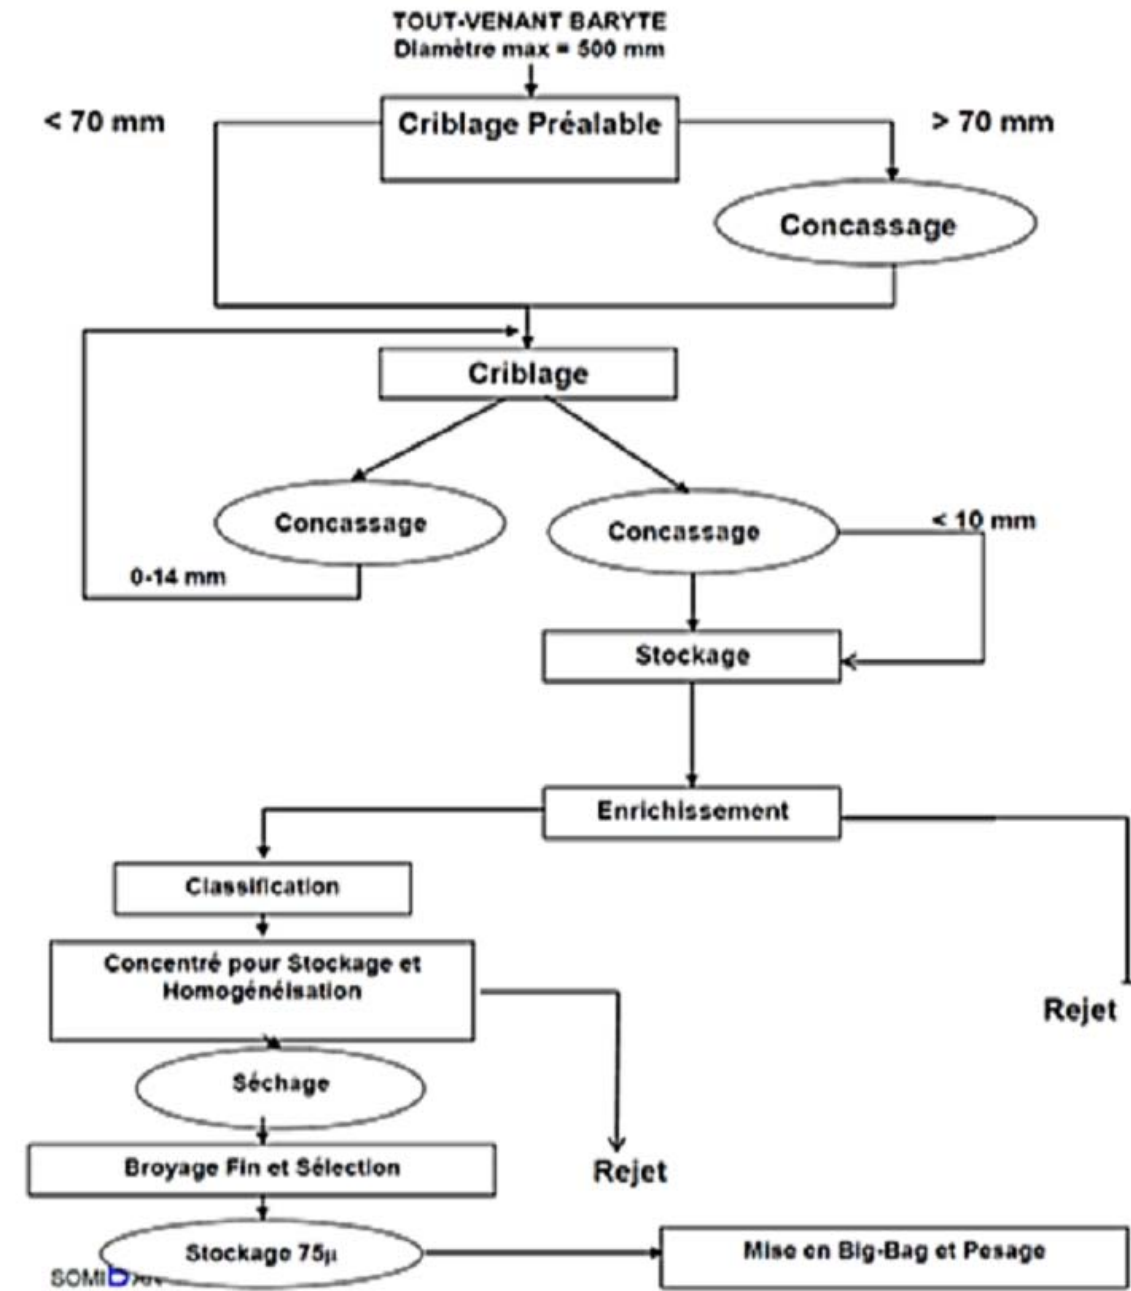 TOUT-VENANT BARYTE
Diamètre max = 500 mm
< 70 mm
Criblage Préalable
> 70 mm
Concassage
Criblage
Concassage
Concassage
< 10 mm
0-14 mm
Stockage
Enrichissement
Classification
Concentré pour Stockage et
Homogénéisation
Rejet
Séchage
Broyage Fin et Sélection
Rejet
Stockage 75µ
Mise en Big-Bag et Pesage